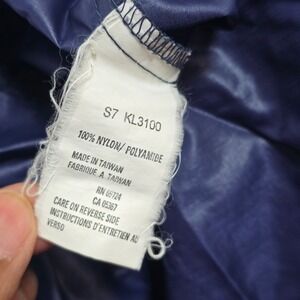 S7 KL3100
100% NYLON/ POLYAMIDE
MADE IN TAIWAN
FABRIQUE A TAIWAN
RN 66724
CA 05367
CARE ON REVERSE SIDE
INSTRUCTIONS D'ENTRETIEN AU
VERSO